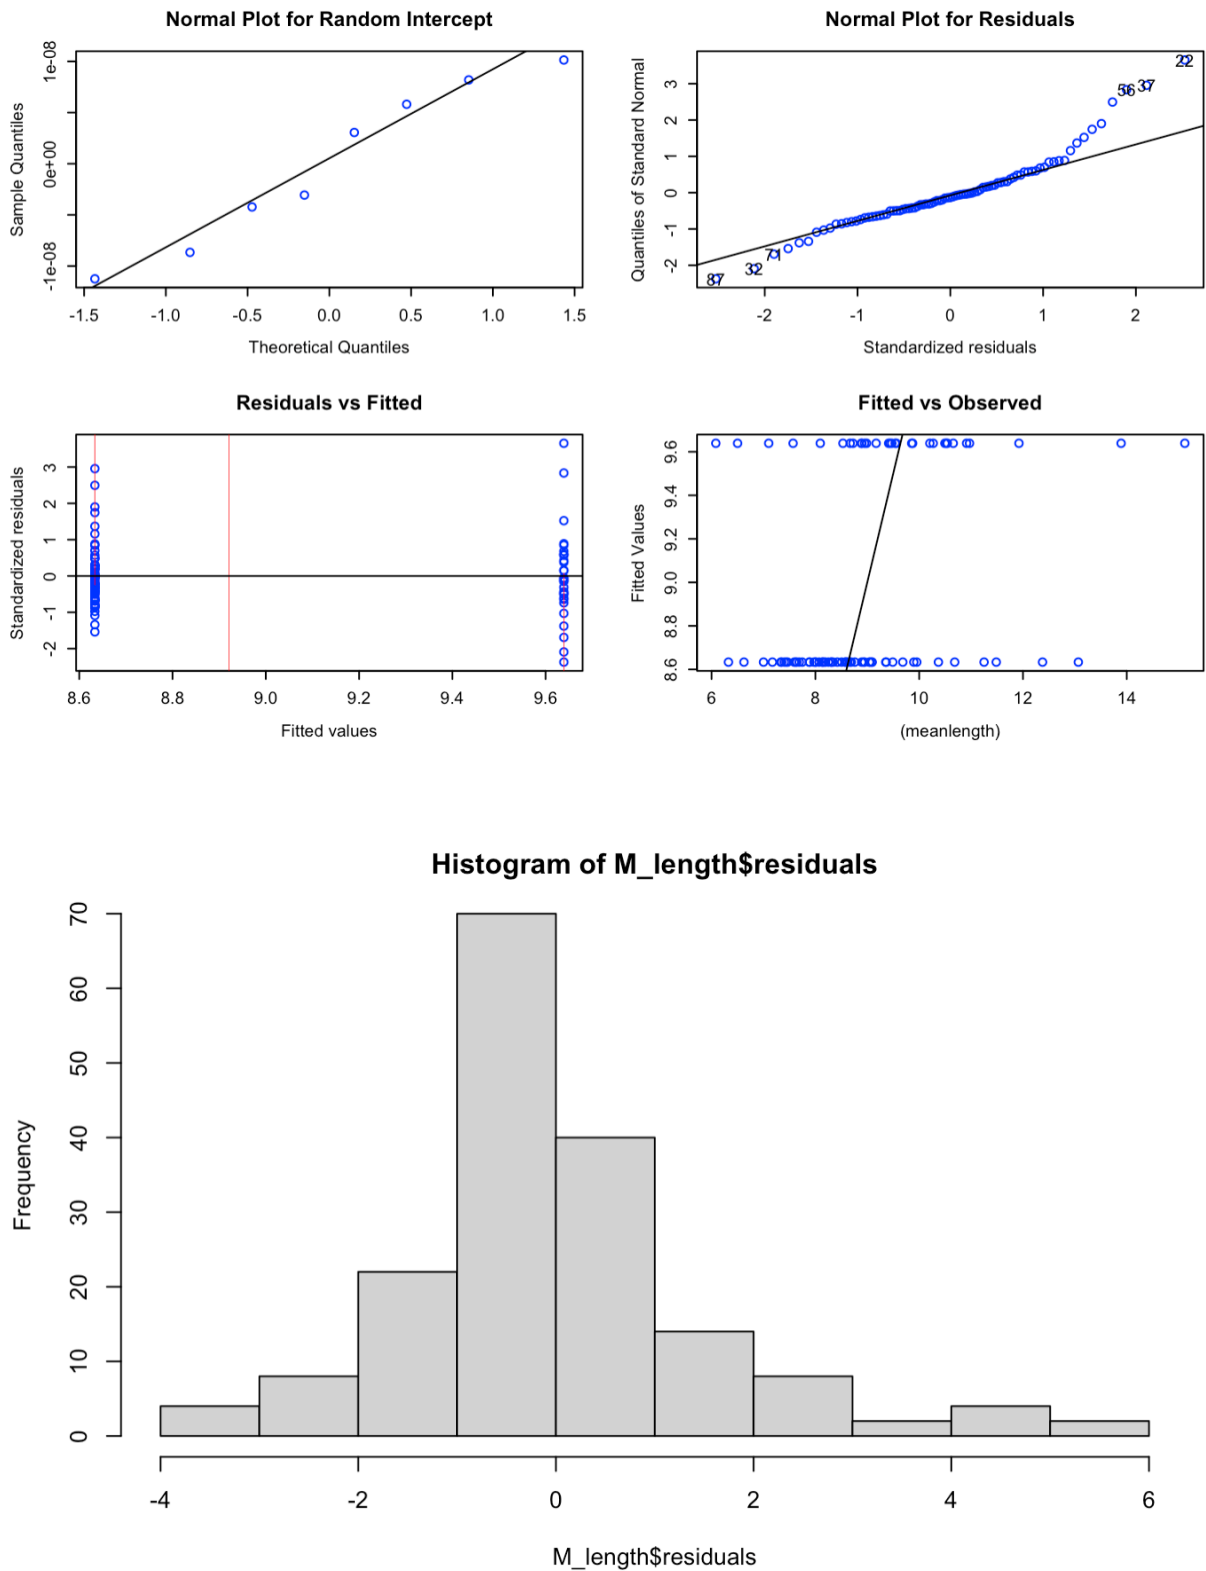 Normal Plot for Random Intercept
Sample Quantiles
1e-08
0e+00
-1e-08
-1.5 -1.0 -0.5 0.0 0.5 1.0 1.5
Theoretical Quantiles
Normal Plot for Residuals
Quantiles of Standard Normal
3
2
1
0
-1
-2
22
56 37
71
32
87
-2 -1 0 1 2
Standardized residuals
Residuals vs Fitted
Standardized residuals
3
2
1
0
-1
-2
8.6 8.8 9.0 9.2 9.4 9.6
Fitted values
Fitted vs Observed
Fitted Values
9.6
9.4
9.2
9.0
8.8
8.6
6 8 10 12 14
(meanlength)
Histogram of M_length$residuals
Frequency
70
60
50
40
30
20
10
0
-4 -2 0 2 4 6
M_length$residuals